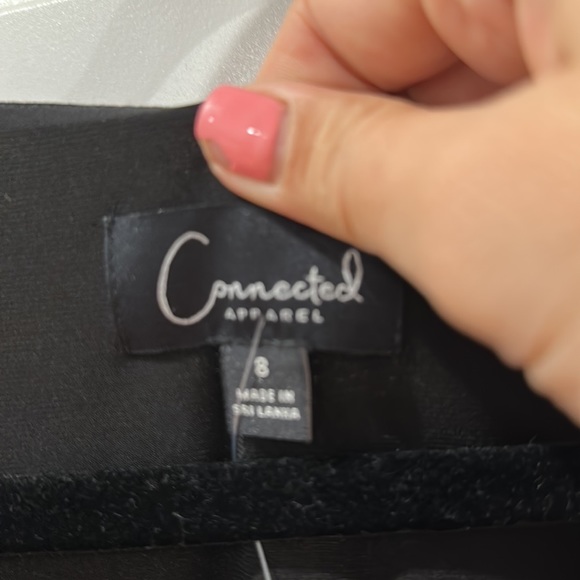 Connected
APPAREL
8
MADE IN
SRI LANKA